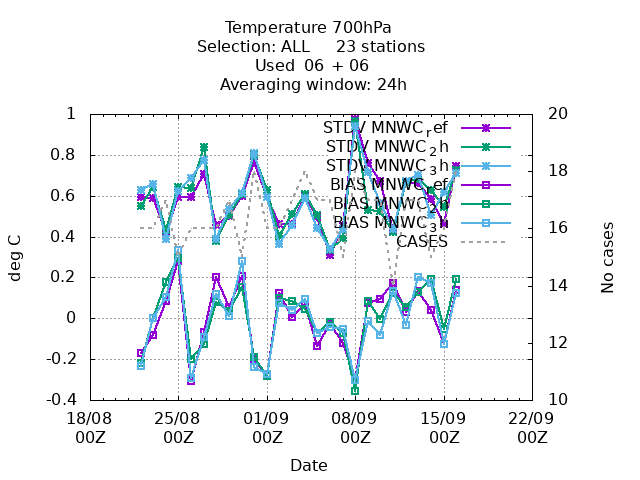 Temperature 700hPa
Selection: ALL 23 stations
Used 06 + 06
Averaging window: 24h
1
0.8
0.6
0.4
0.2
0
-0.2
-0.4
deg C
20
18
16
14
12
10
No cases
STDV MNWC_ref
STDV MNWC_2h
STDV MNWC_3h
BIAS MNWC_ref
BIAS MNWC_2h
BIAS MNWC_3h
CASES
18/08 25/08 01/09 08/09 15/09 22/09
00Z 00Z 00Z 00Z 00Z 00Z
Date